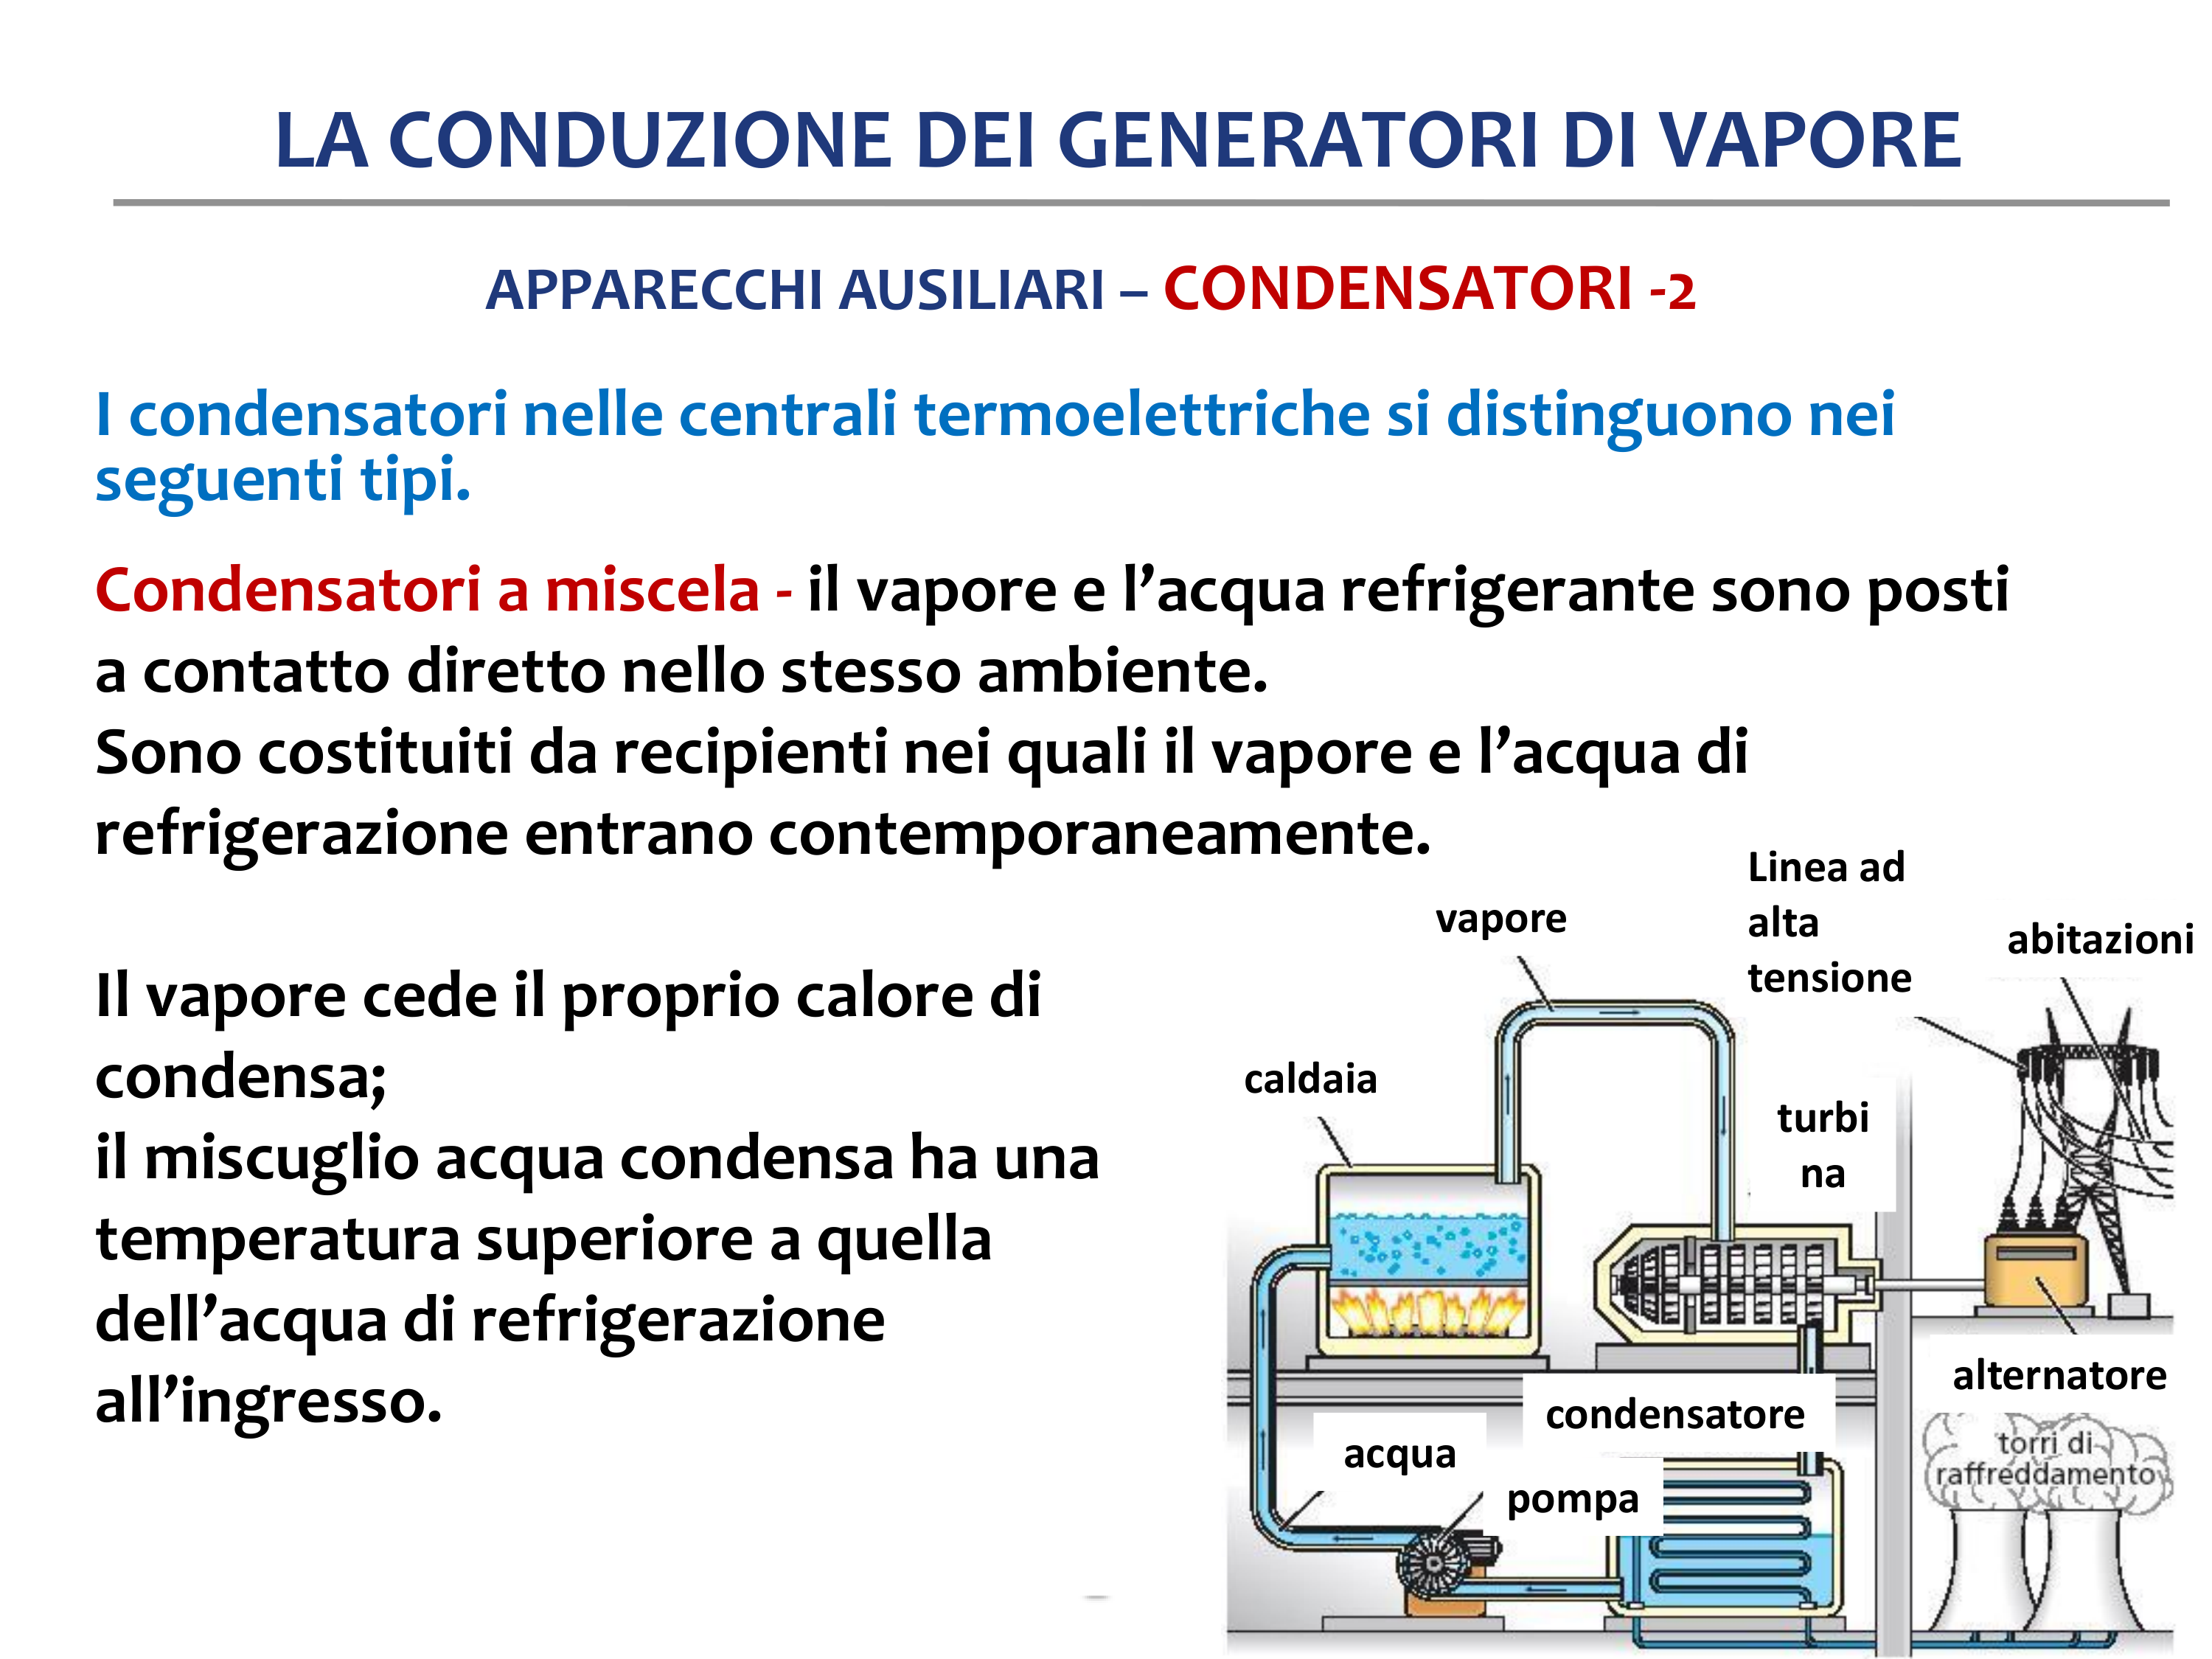 LA CONDUZIONE DEI GENERATORI DI VAPORE
APPARECCHI AUSILIARI – CONDENSATORI -2
I condensatori nelle centrali termoelettriche si distinguono nei
seguenti tipi.
Condensatori a miscela - il vapore e l’acqua refrigerante sono posti
a contatto diretto nello stesso ambiente.
Sono costituiti da recipienti nei quali il vapore e l’acqua di
refrigerazione entrano contemporaneamente.
Il vapore cede il proprio calore di
condensa;
il miscuglio acqua condensa ha una
temperatura superiore a quella
dell’acqua di refrigerazione
all’ingresso.
vapore
Linea ad
alta
tensione
abitazioni
caldaia
turbi
na
alternatore
condensatore
acqua
pompa
torri di
raffreddamento